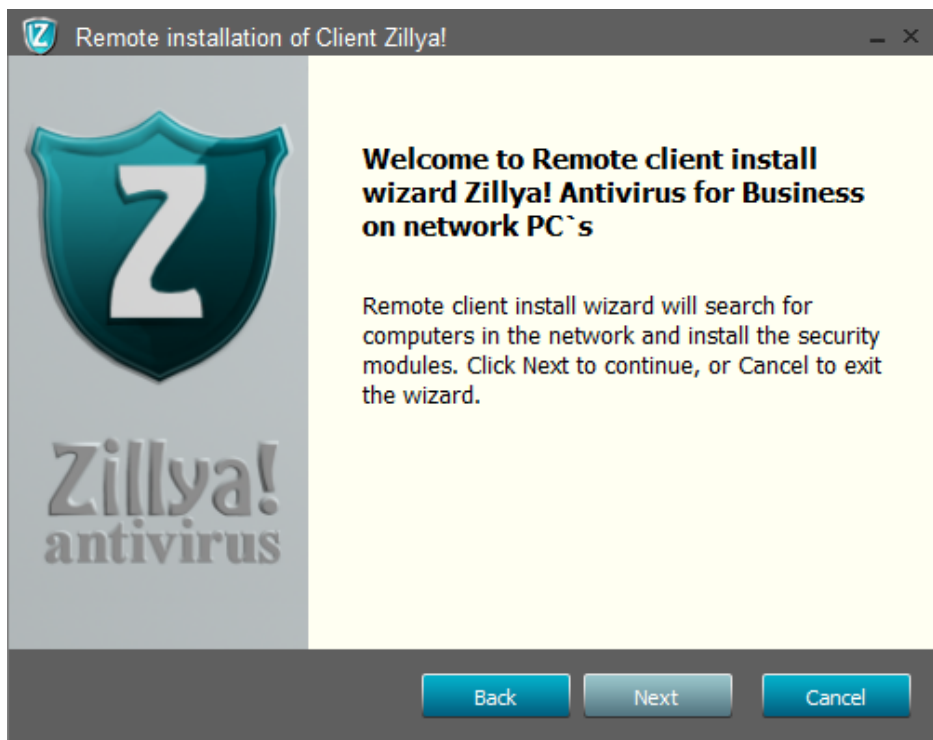 Z Remote installation of Client Zillya!
Z
Zillya!
antivirus
Welcome to Remote client install
wizard Zillya! Antivirus for Business
on network PC`s
Remote client install wizard will search for
computers in the network and install the security
modules. Click Next to continue, or Cancel to exit
the wizard.
Back Next Cancel